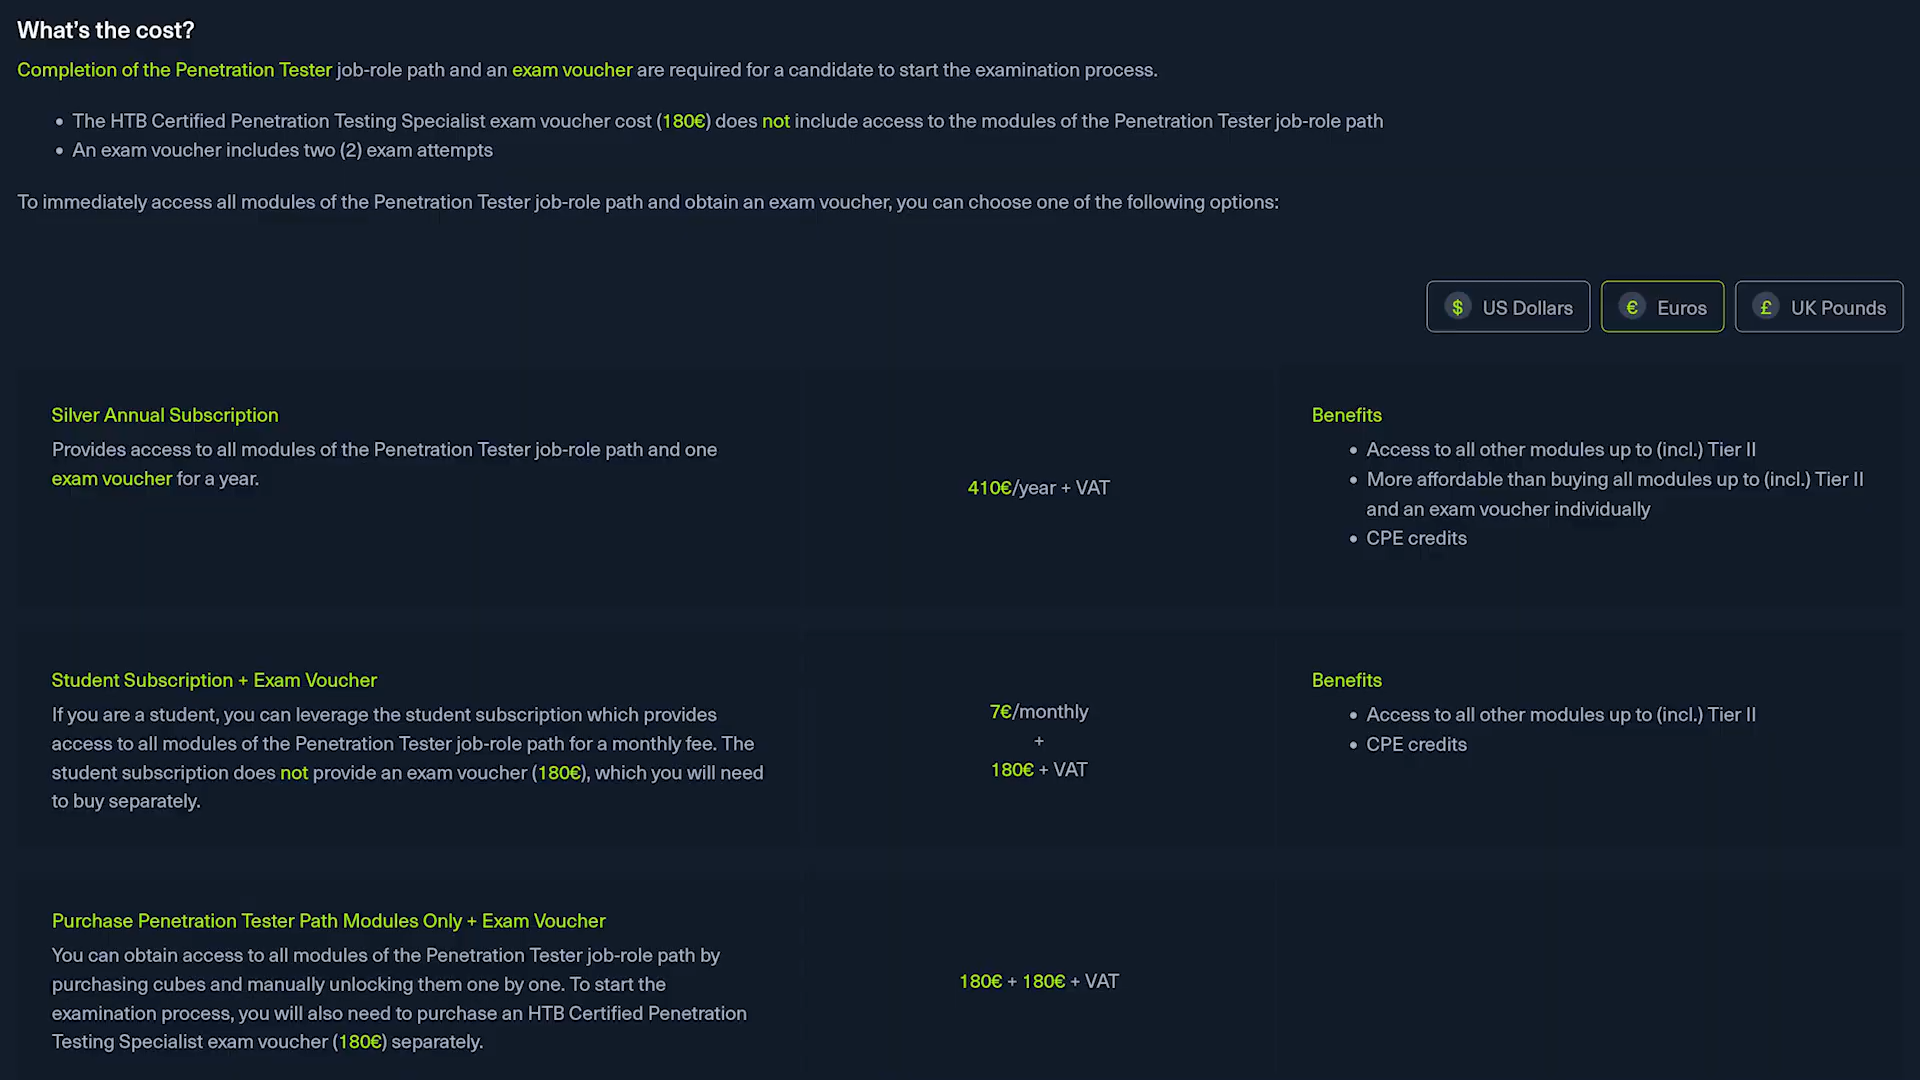 What's the cost?
Completion of the Penetration Tester job-role path and an exam voucher are required for a candidate to start the examination process.
• The HTB Certified Penetration Testing Specialist exam voucher cost (180€) does not include access to the modules of the Penetration Tester job-role path
• An exam voucher includes two (2) exam attempts
To immediately access all modules of the Penetration Tester job-role path and obtain an exam voucher, you can choose one of the following options:
$ US Dollars
€ Euros
£ UK Pounds
Silver Annual Subscription
Provides access to all modules of the Penetration Tester job-role path and one
exam voucher for a year.
410€/year + VAT
Benefits
• Access to all other modules up to (incl.) Tier II
• More affordable than buying all modules up to (incl.) Tier II
and an exam voucher individually
• CPE credits
Student Subscription + Exam Voucher
If you are a student, you can leverage the student subscription which provides
access to all modules of the Penetration Tester job-role path for a monthly fee. The
student subscription does not provide an exam voucher (180€), which you will need
to buy separately.
7€/monthly
+
180€ + VAT
Benefits
• Access to all other modules up to (incl.) Tier II
• CPE credits
Purchase Penetration Tester Path Modules Only + Exam Voucher
You can obtain access to all modules of the Penetration Tester job-role path by
purchasing cubes and manually unlocking them one by one. To start the
examination process, you will also need to purchase an HTB Certified Penetration
Testing Specialist exam voucher (180€) separately.
180€ + 180€ + VAT